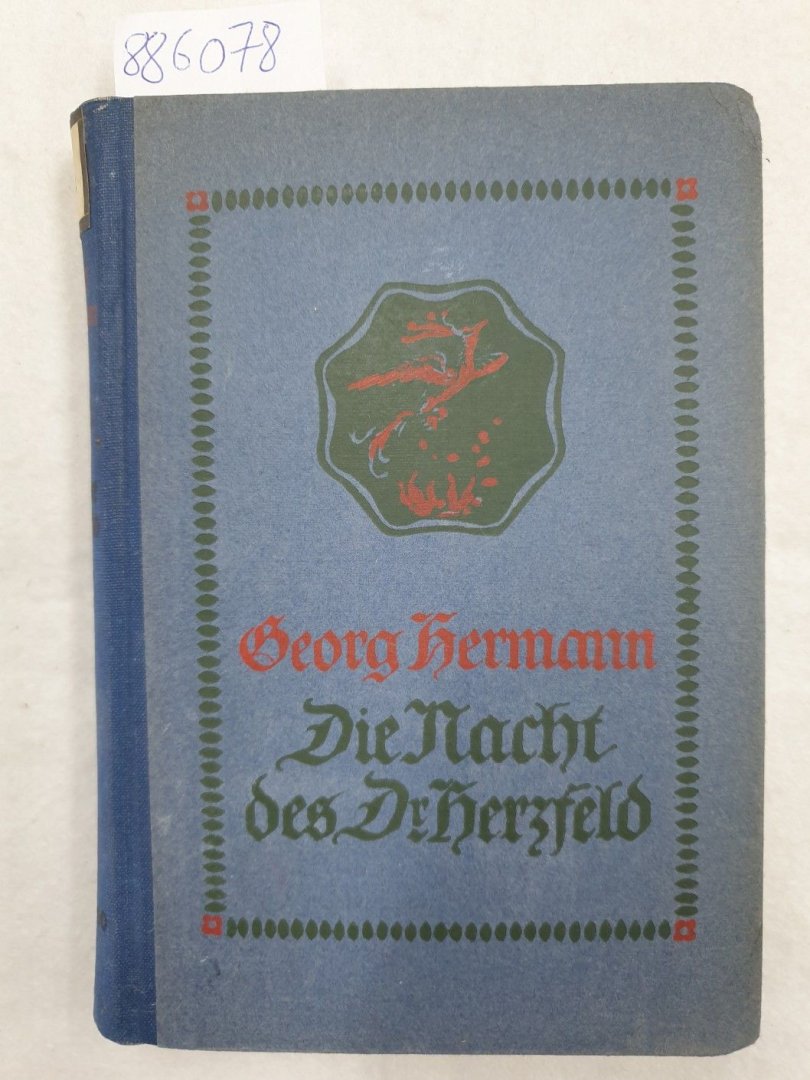 886078
Georg Hermann
Die Nacht
des Dr. Herzfeld